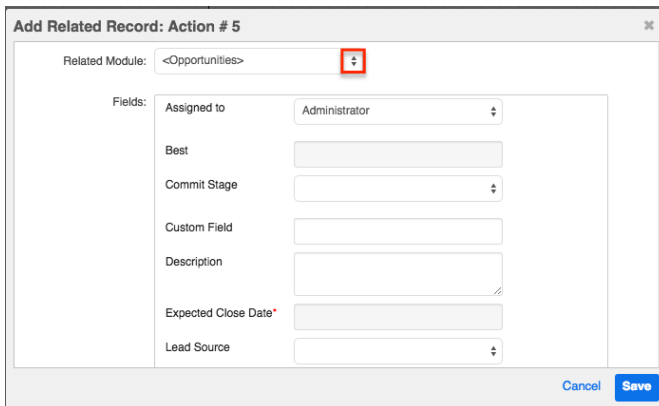 Add Related Record: Action # 5
Related Module: <Opportunities>
Fields:
Assigned to Administrator
Best
Commit Stage
Custom Field
Description
Expected Close Date*
Lead Source
Cancel Save